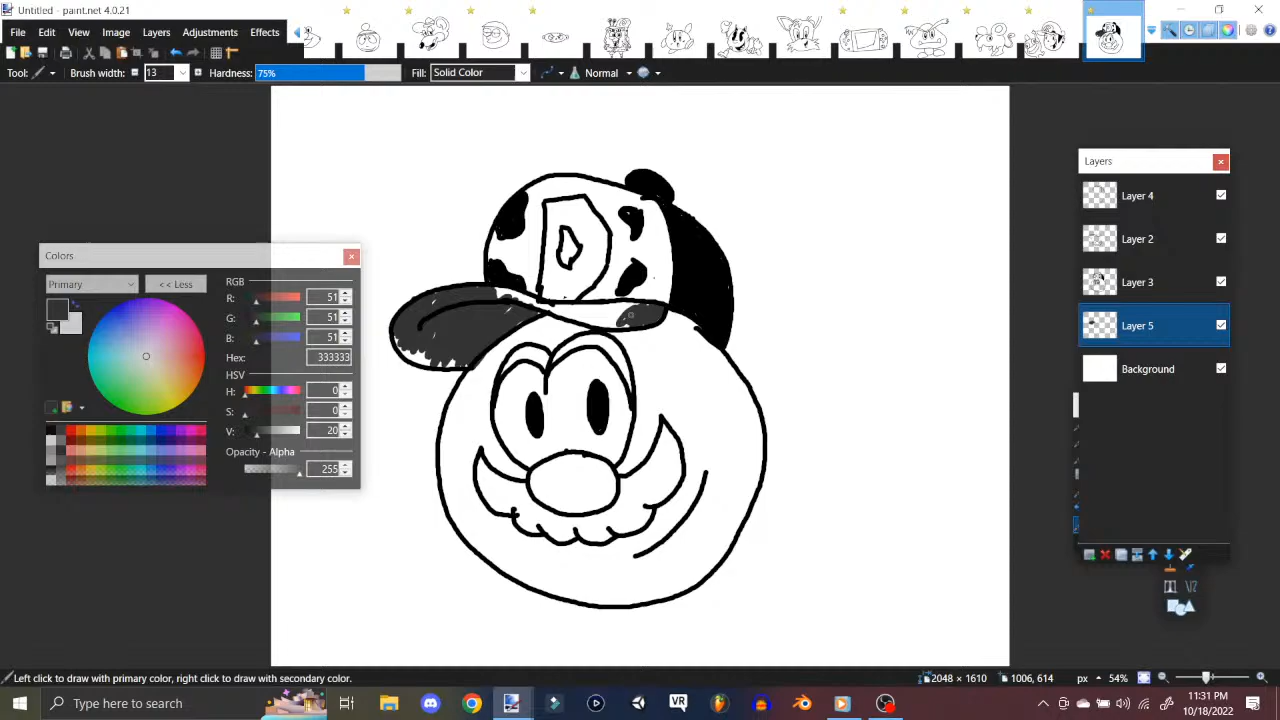 Untitled - paint.net 4.0.21
File Edit View Image Layers Adjustments Effects
Tool: Brush width: 13 Hardness: 75% Fill: Solid Color Normal
Layers
Layer 4
Layer 2
Layer 3
Layer 5
Background
Colors
Primary << Less
RGB
R: 51
G: 51
B: 51
Hex: 333333
HSV
H: 0
S: 0
V: 20
Opacity - Alpha
255
D
Left click to draw with primary color, right click to draw with secondary color. 2048 × 1610 1006, 614 px 54%
Type here to search
VR
11:31 PM
10/18/2022